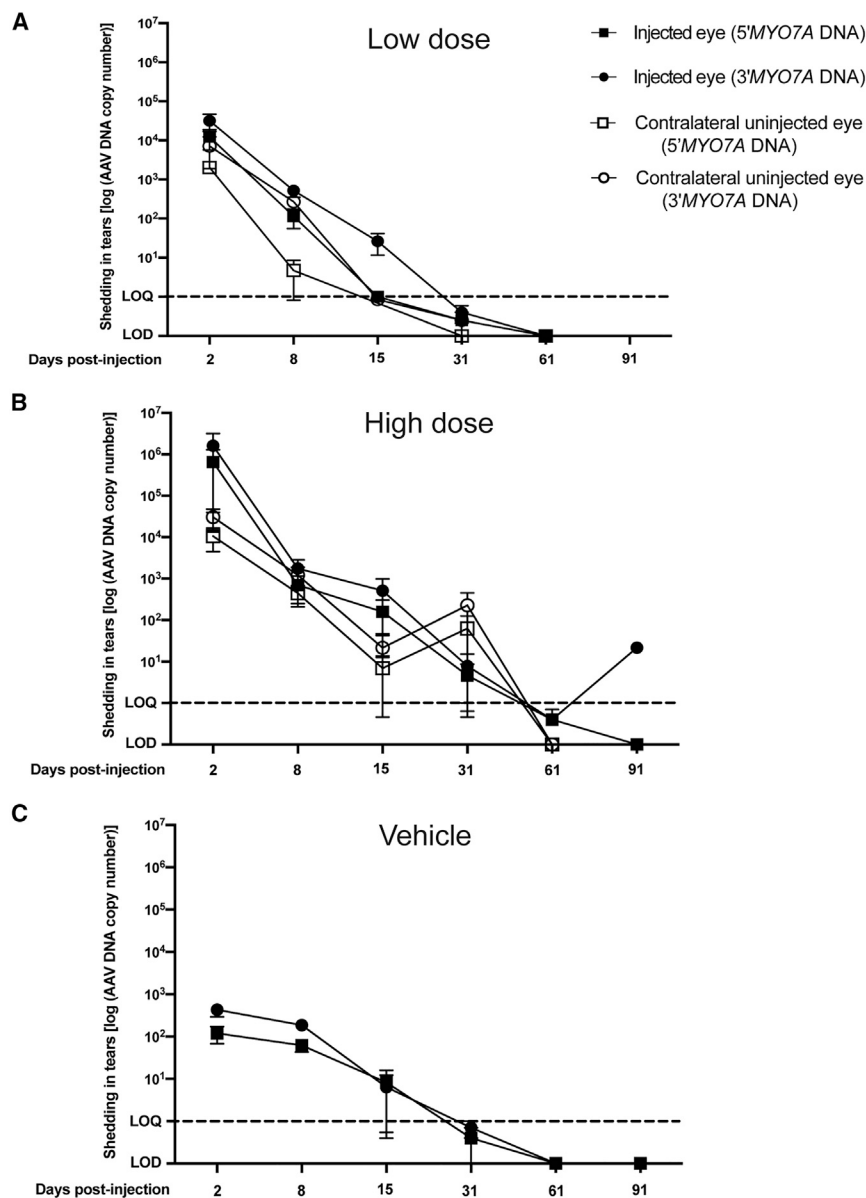 A
Low dose
Injected eye (5'MYO7A DNA)
Injected eye (3'MYO7A DNA)
Contralateral uninjected eye
(5'MYO7A DNA)
Contralateral uninjected eye
(3'MYO7A DNA)
Shedding in tears [log (AAV DNA copy number)]
10⁷
10⁶
10⁵
10⁴
10³
10²
10¹
LOQ
LOD
Days post-injection 2 8 15 31 61 91
B
High dose
Shedding in tears [log (AAV DNA copy number)]
10⁷
10⁶
10⁵
10⁴
10³
10²
10¹
LOQ
LOD
Days post-injection 2 8 15 31 61 91
C
Vehicle
Shedding in tears [log (AAV DNA copy number)]
10⁷
10⁶
10⁵
10⁴
10³
10²
10¹
LOQ
LOD
Days post-injection 2 8 15 31 61 91